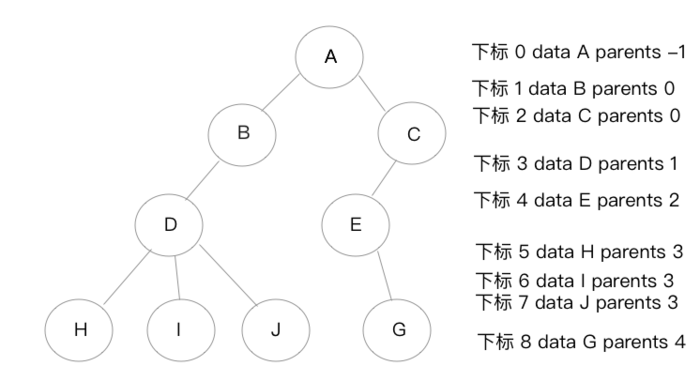 A
下标 0 data A parents –1
下标 1 data B parents 0
下标 2 data C parents 0
B
C
下标 3 data D parents 1
下标 4 data E parents 2
D
E
下标 5 data H parents 3
下标 6 data I parents 3
下标 7 data J parents 3
H
I
J
G
下标 8 data G parents 4